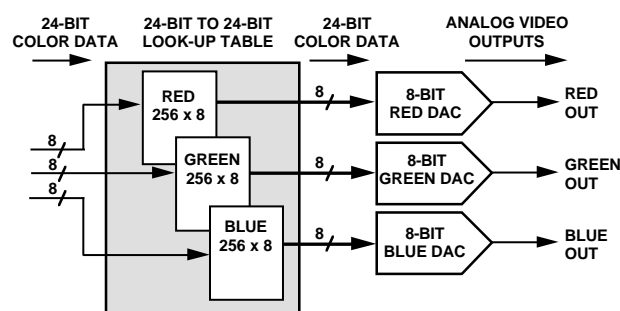 24-BIT
COLOR DATA
24-BIT TO 24-BIT
LOOK-UP TABLE
24-BIT
COLOR DATA
ANALOG VIDEO
OUTPUTS
RED
256 x 8
8
8-BIT
RED DAC
RED
OUT
8
8
8
GREEN
256 x 8
8
8-BIT
GREEN DAC
GREEN
OUT
BLUE
256 x 8
8
8-BIT
BLUE DAC
BLUE
OUT